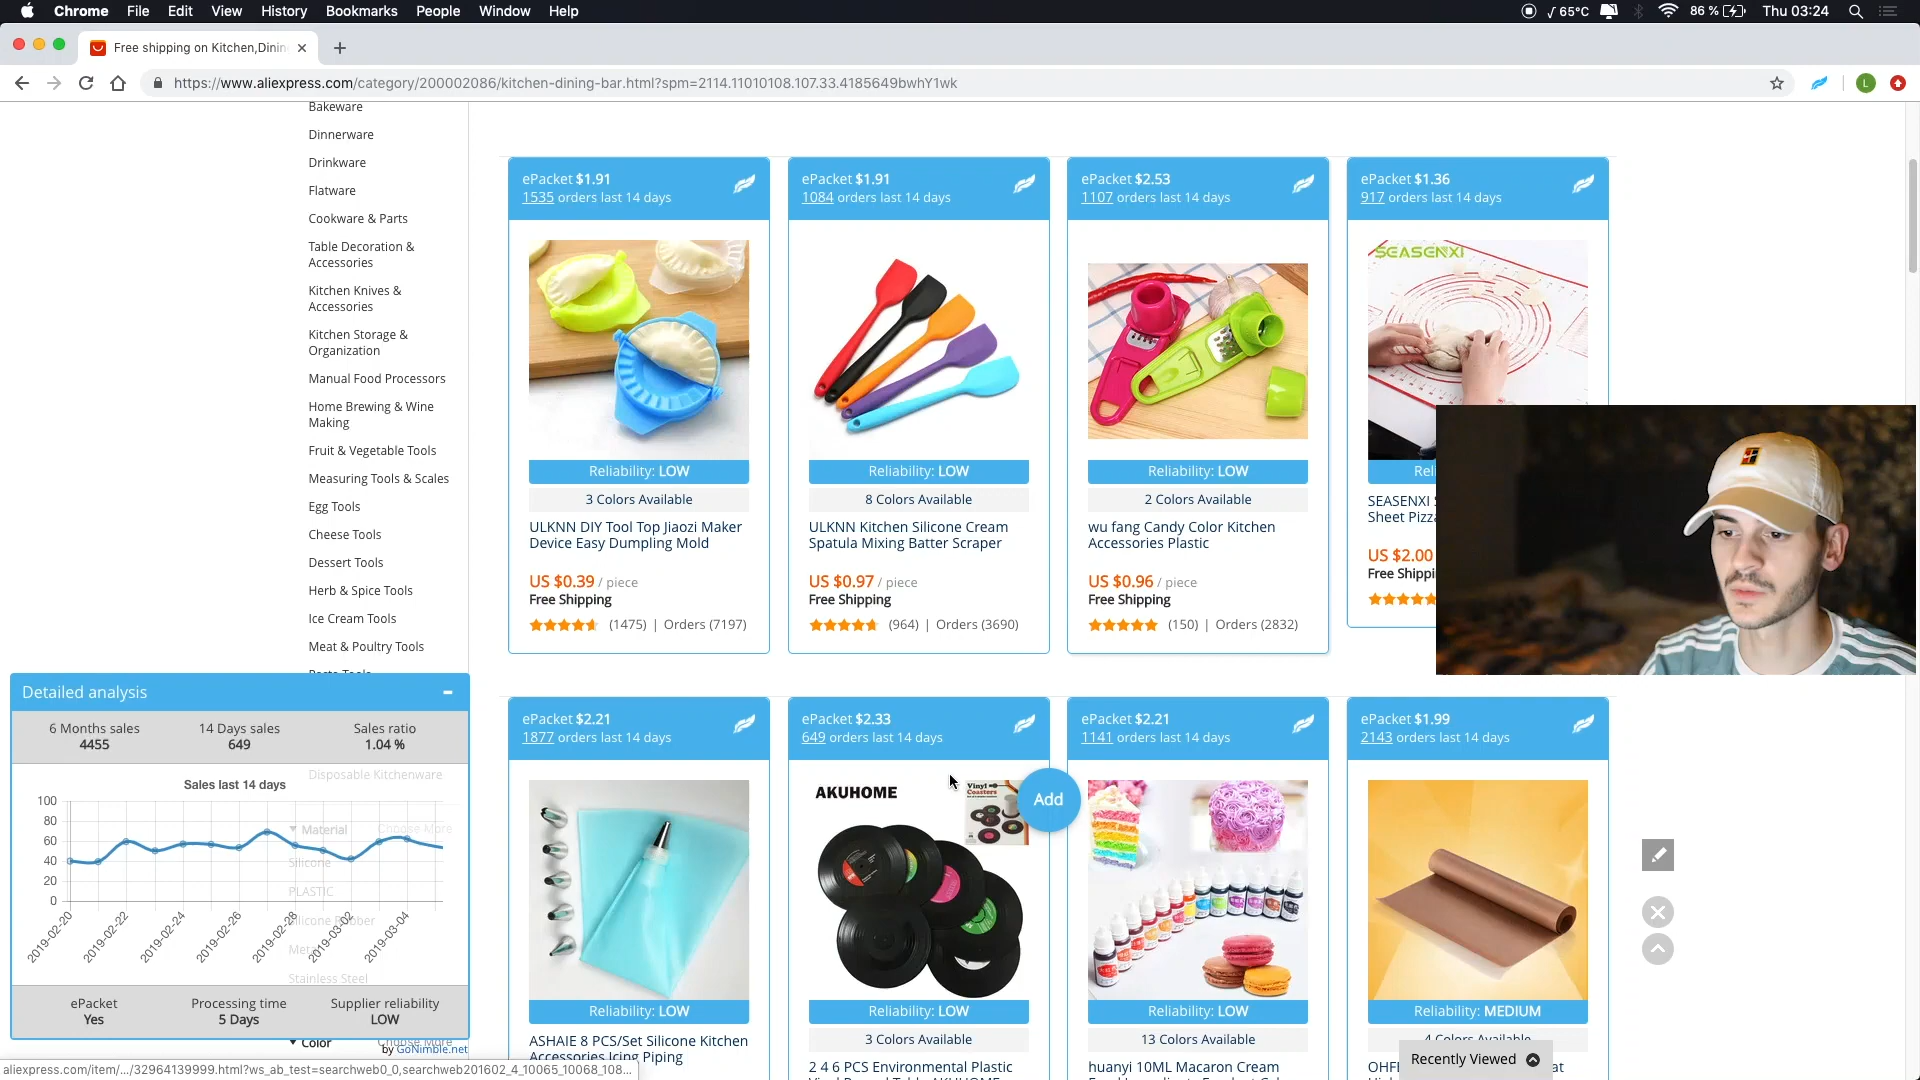 Chrome File Edit View History Bookmarks People Window Help
65°C 86 % Thu 03:24
Free shipping on Kitchen,Dinin
https://www.aliexpress.com/category/200002086/kitchen-dining-bar.html?spm=2114.11010108.107.33.4185649bwhY1wk
L
Bakeware
Dinnerware
Drinkware
Flatware
Cookware & Parts
Table Decoration &
Accessories
Kitchen Knives &
Accessories
Kitchen Storage &
Organization
Manual Food Processors
Home Brewing & Wine
Making
Fruit & Vegetable Tools
Measuring Tools & Scales
Egg Tools
Cheese Tools
Dessert Tools
Herb & Spice Tools
Ice Cream Tools
Meat & Poultry Tools
ePacket $1.91
1535 orders last 14 days
Reliability: LOW
3 Colors Available
ULKNN DIY Tool Top Jiaozi Maker
Device Easy Dumpling Mold
US $0.39 / piece
Free Shipping
(1475) | Orders (7197)
ePacket $1.91
1084 orders last 14 days
Reliability: LOW
8 Colors Available
ULKNN Kitchen Silicone Cream
Spatula Mixing Batter Scraper
US $0.97 / piece
Free Shipping
(964) | Orders (3690)
ePacket $2.53
1107 orders last 14 days
Reliability: LOW
2 Colors Available
wu fang Candy Color Kitchen
Accessories Plastic
US $0.96 / piece
Free Shipping
(150) | Orders (2832)
ePacket $1.36
917 orders last 14 days
SEASENXI
Rel
SEASENXI S
Sheet Pizza
US $2.00
Free Shippi
Detailed analysis
6 Months sales 14 Days sales Sales ratio
4455 649 1.04 %
Disposable Kitchenware
Sales last 14 days
100
80
60
40
20
0
Material Choose More
Silicone
PLASTIC
Silicone Rubber
Stainless Steel
2019-02-20
2019-02-22
2019-02-24
2019-02-26
2019-02-28
2019-03-02
2019-03-04
ePacket Processing time Supplier reliability
Yes 5 Days LOW
Color Choose More
by GoNimble.net
aliexpress.com/item/.../32964139999.html?ws_ab_test=searchweb0_0,searchweb201602_4_10065_10068_108...
ePacket $2.21
1877 orders last 14 days
Reliability: LOW
ASHAIE 8 PCS/Set Silicone Kitchen
Accessories Icing Piping
ePacket $2.33
649 orders last 14 days
AKUHOME
Vinyl
Coasters
Add
Reliability: LOW
3 Colors Available
2 4 6 PCS Environmental Plastic
ePacket $2.21
1141 orders last 14 days
Reliability: LOW
13 Colors Available
huanyi 10ML Macaron Cream
ePacket $1.99
2143 orders last 14 days
Reliability: MEDIUM
4 Colors Available
Recently Viewed